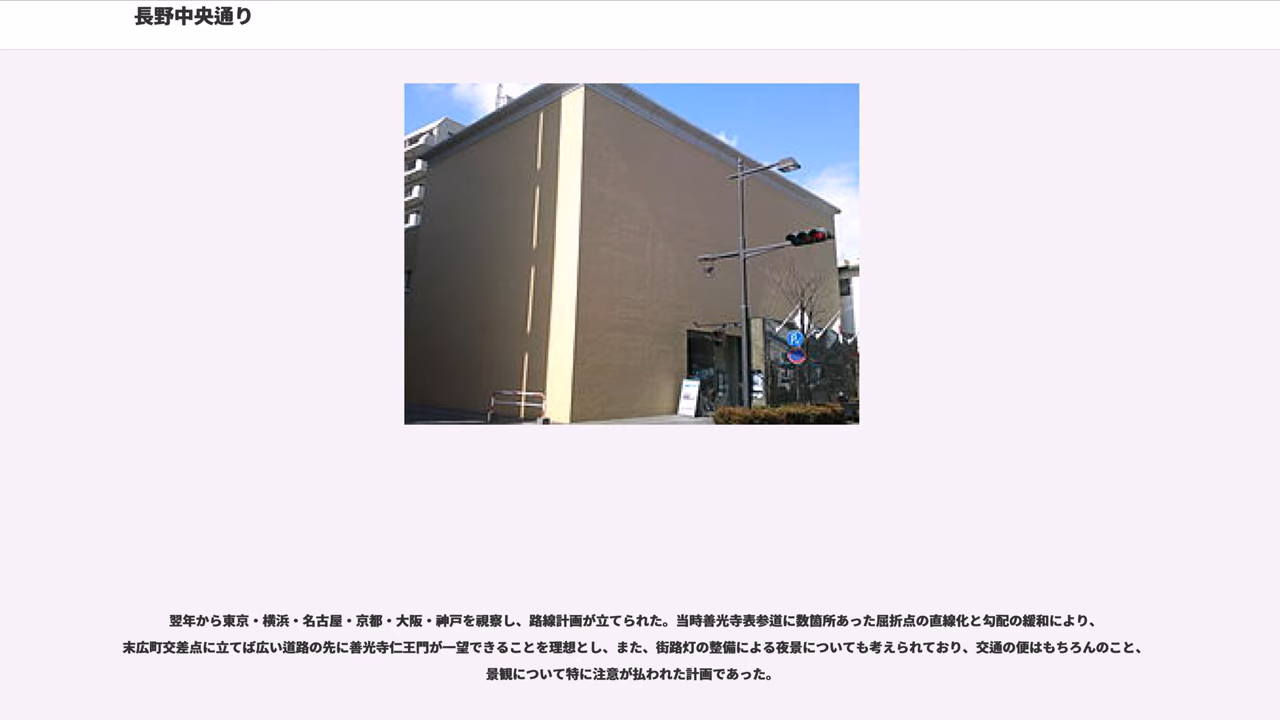 長野中央通り
翌年から東京・横浜・名古屋・京都・大阪・神戸を視察し、路線計画が立てられた。当時善光寺表参道に数箇所あった屈折点の直線化と勾配の緩和により、
末広町交差点に立てば広い道路の先に善光寺仁王門が一望できることを理想とし、また、街路灯の整備による夜景についても考えられており、交通の便はもちろんのこと、
景観について特に注意が払われた計画であった。